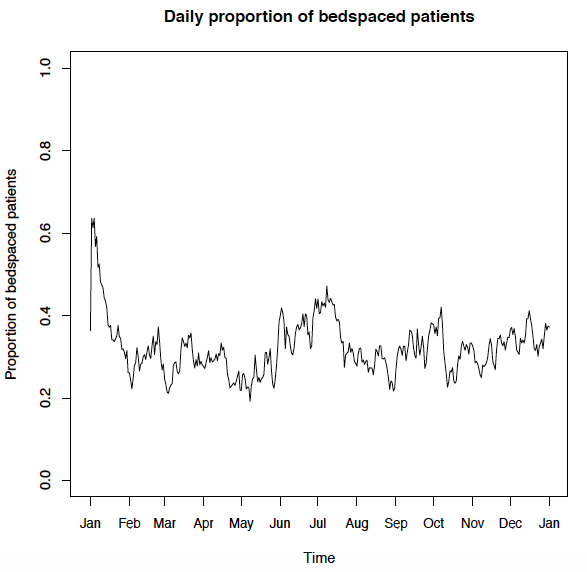 Daily proportion of bedspaced patients
Proportion of bedspaced patients
1.0
0.8
0.6
0.4
0.2
0.0
Jan Feb Mar Apr May Jun Jul Aug Sep Oct Nov Dec Jan
Time